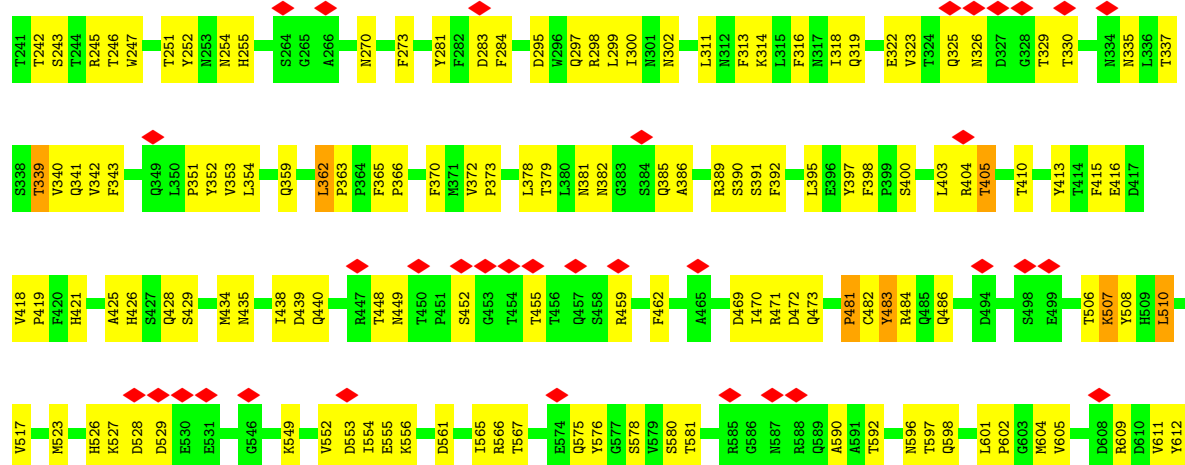 T241 T242 S243 T244 R245 T246 W247 T251 Y252 N253 N254 H255 S264 G265 A266 N270 F273 Y281 F282 D283 F284 D295 W296 Q297 R298 L299 I300 N301 N302 L311 N312 F313 K314 L315 F316 N317 I318 Q319 E322 V323 T324 Q325 N326 D327 G328 T329 T330 N334 N335 L336 T337
S338 T339 V340 Q341 V342 F343 Q349 L350 P351 Y352 V353 L354 Q359 L362 P363 P364 F365 P366 F370 M371 V372 P373 L378 T379 L380 N381 N382 G383 S384 Q385 A386 R389 S390 S391 F392 L395 E396 Y397 F398 P399 S400 L403 R404 T405 T410 Y413 T414 F415 E416 D417
V418 P419 F420 H421 A425 H426 S427 Q428 S429 M434 N435 I438 D439 Q440 R447 T448 N449 T450 P451 S452 G453 T454 T455 T456 Q457 S458 R459 F462 A465 D469 I470 R471 D472 Q473 P481 C482 Y483 R484 Q485 Q486 D494 S498 E499 T506 K507 Y508 H509 L510
V517 M523 H526 K527 D528 D529 E530 E531 G546 K549 V552 D553 I554 E555 K556 D561 I565 R566 T567 E574 Q575 Y576 G577 S578 V579 S580 T581 R585 G586 N587 R588 Q589 A590 A591 T592 N596 T597 Q598 L601 P602 G603 M604 V605 D608 R609 D610 V611 Y612